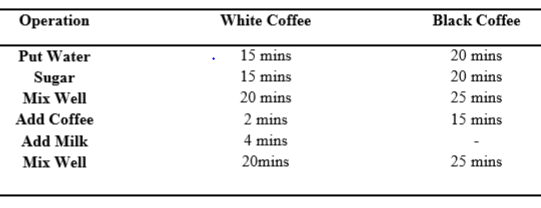 Operation White Coffee Black Coffee
Put Water 15 mins 20 mins
Sugar 15 mins 20 mins
Mix Well 20 mins 25 mins
Add Coffee 2 mins 15 mins
Add Milk 4 mins -
Mix Well 20mins 25 mins